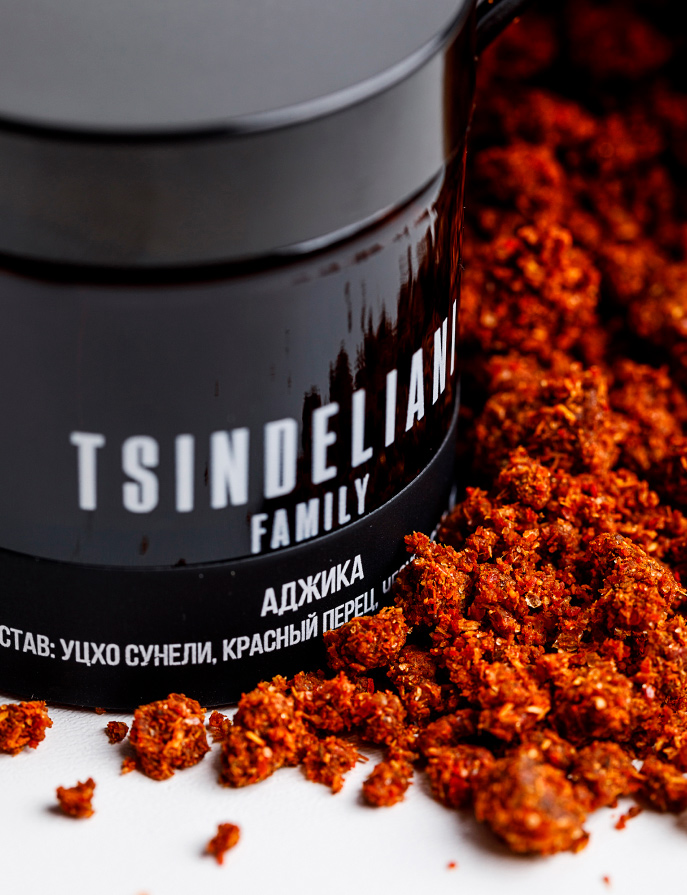 TSINDELIANI
FAMILY
АДЖИКА
СТАВ: УЦХО СУНЕЛИ, КРАСНЫЙ ПЕРЕЦ,